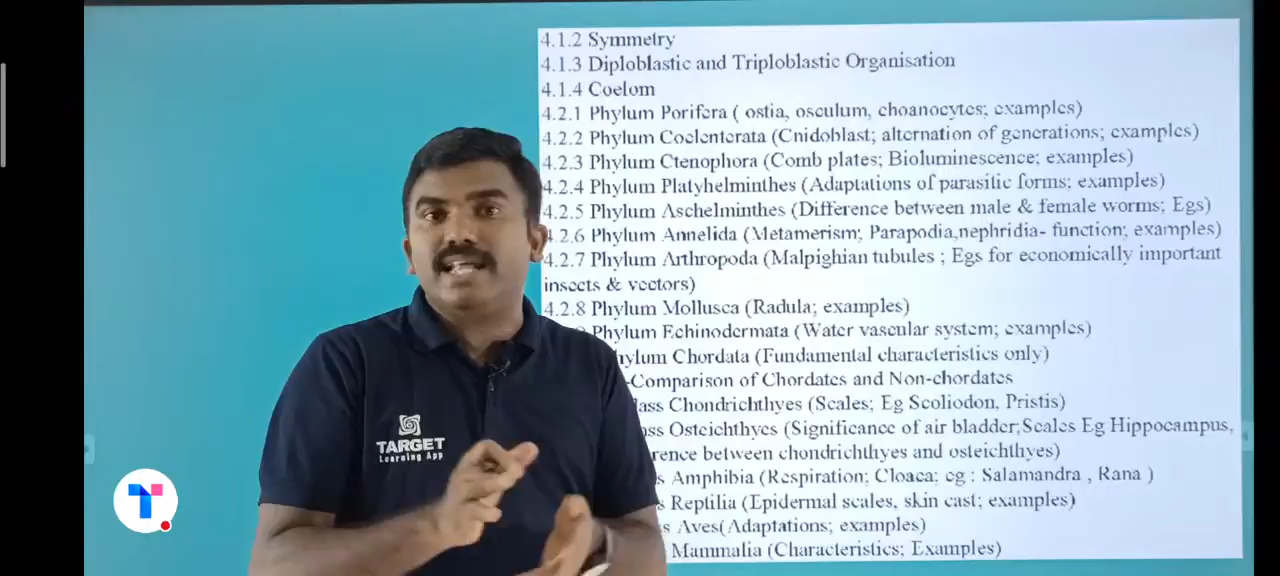 4.1.2 Symmetry
4.1.3 Diploblastic and Triploblastic Organisation
4.1.4 Coelom
4.2.1 Phylum Porifera ( ostia, osculum, choanocytes; examples)
4.2.2 Phylum Coelenterata (Cnidoblast; alternation of generations; examples)
4.2.3 Phylum Ctenophora (Comb plates; Bioluminescence; examples)
4.2.4 Phylum Platyhelminthes (Adaptations of parasitic forms; examples)
4.2.5 Phylum Aschelminthes (Difference between male & female worms; Egs)
4.2.6 Phylum Annelida (Metamerism; Parapodia,nephridia- function; examples)
4.2.7 Phylum Arthropoda (Malpighian tubules ; Egs for economically important
insects & vectors)
4.2.8 Phylum Mollusca (Radula; examples)
Phylum Echinodermata (Water vascular system; examples)
hylum Chordata (Fundamental characteristics only)
-Comparison of Chordates and Non-chordates
lass Chondrichthyes (Scales; Eg Scoliodon, Pristis)
ss Osteichthyes (Significance of air bladder;Scales Eg Hippocampus,
rence between chondrichthyes and osteichthyes)
s Amphibia (Respiration; Cloaca; eg : Salamandra , Rana )
s Reptilia (Epidermal scales, skin cast; examples)
s Aves(Adaptations; examples)
Mammalia (Characteristics; Examples)
TARGET
Learning App